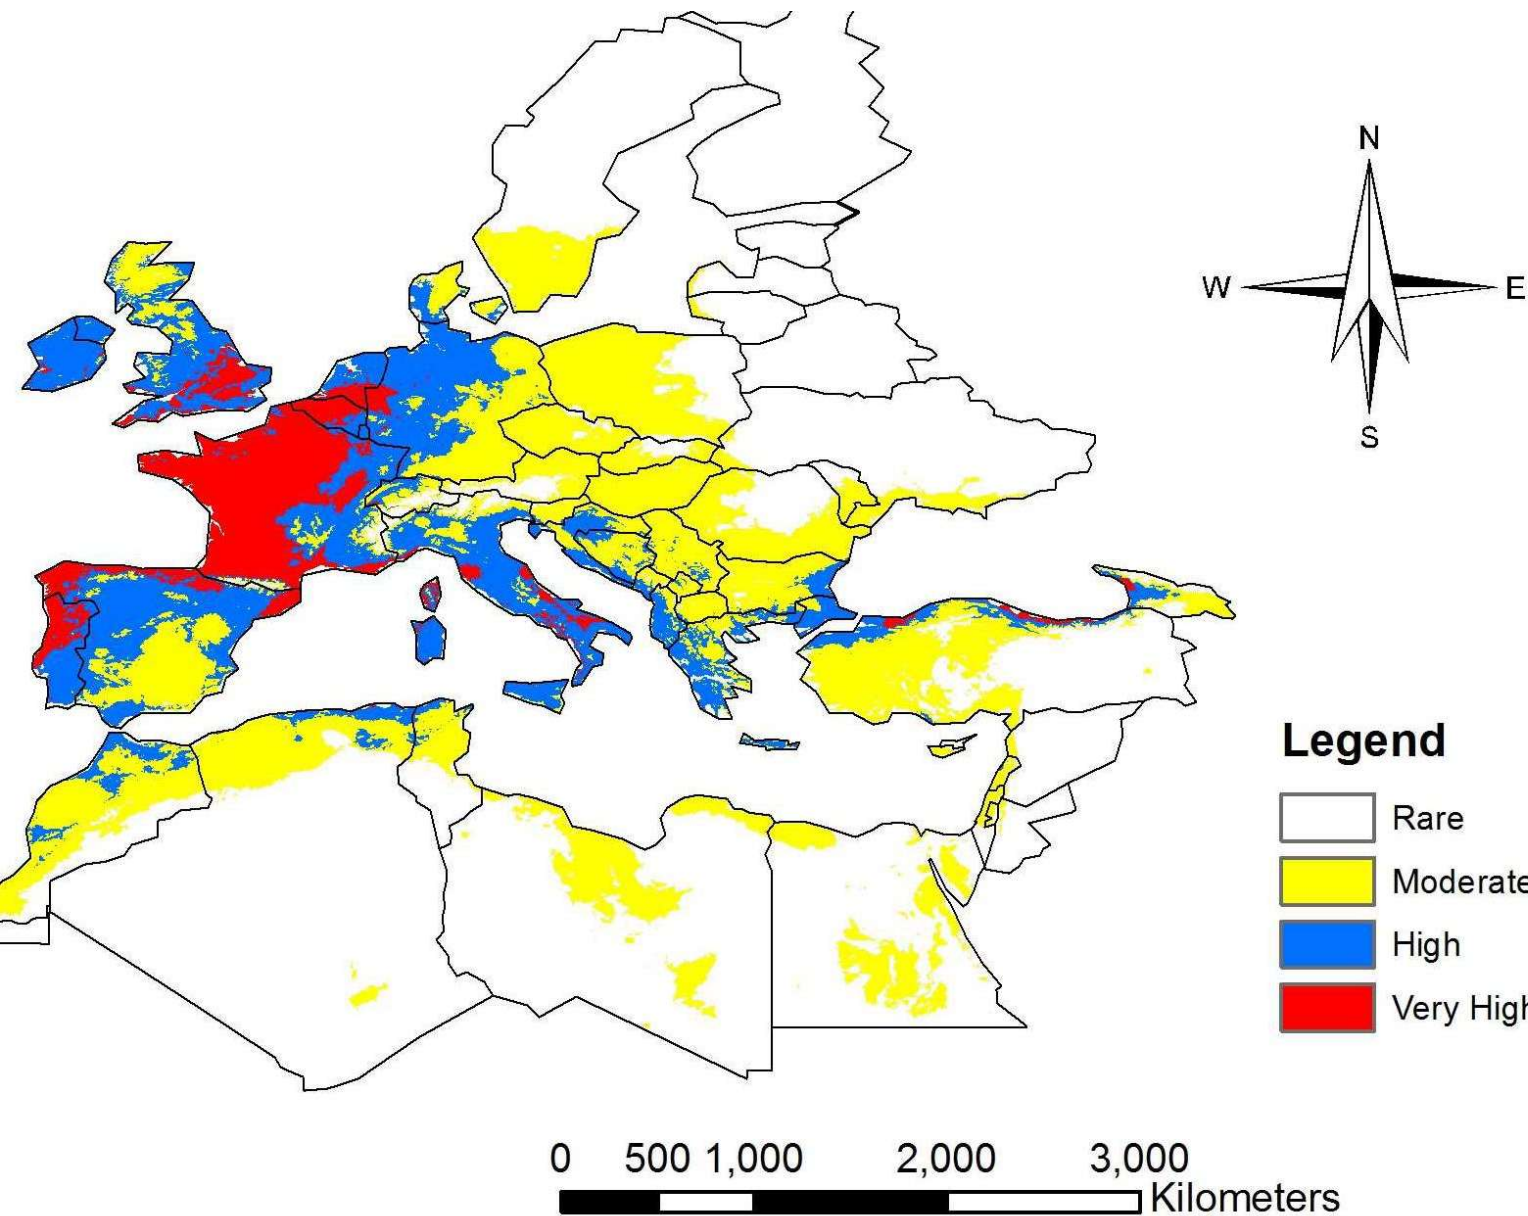 N
W E
S
Legend
Rare
Moderate
High
Very High
0 500 1,000 2,000 3,000
Kilometers